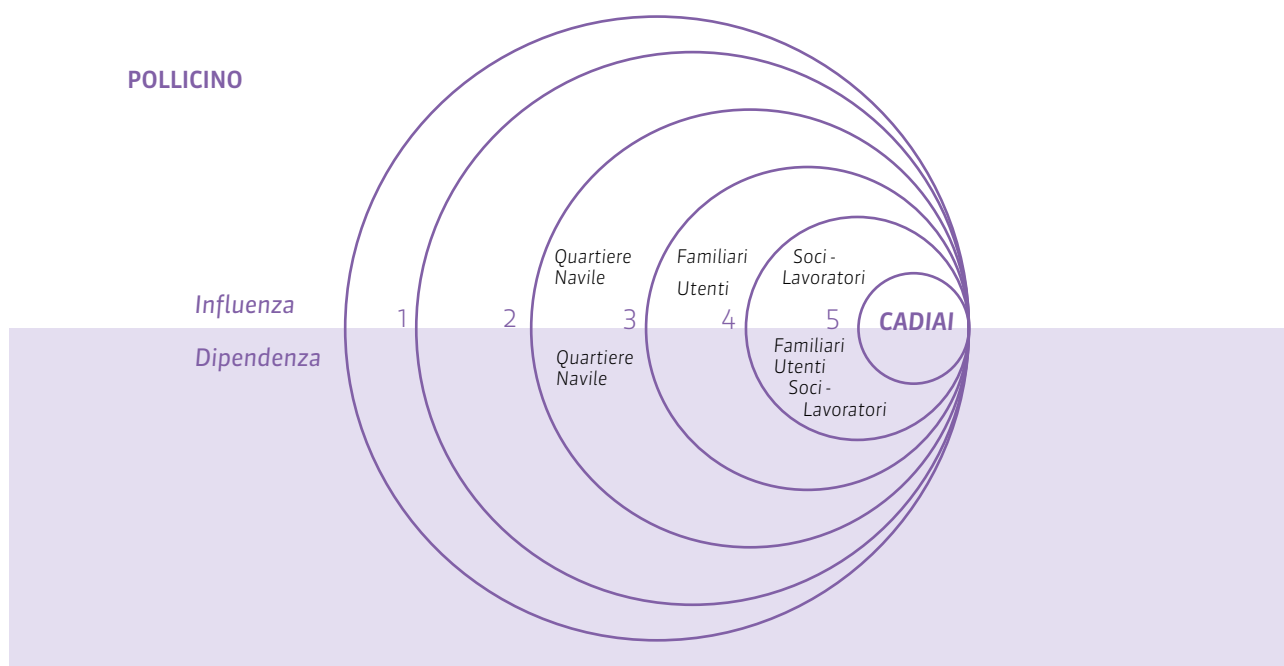 POLLICINO
Influenza
Dipendenza
1
2
3
4
5
Quartiere
Navile
Familiari
Utenti
Soci -
Lavoratori
CADIAI
Quartiere
Navile
Familiari
Utenti
Soci -
Lavoratori